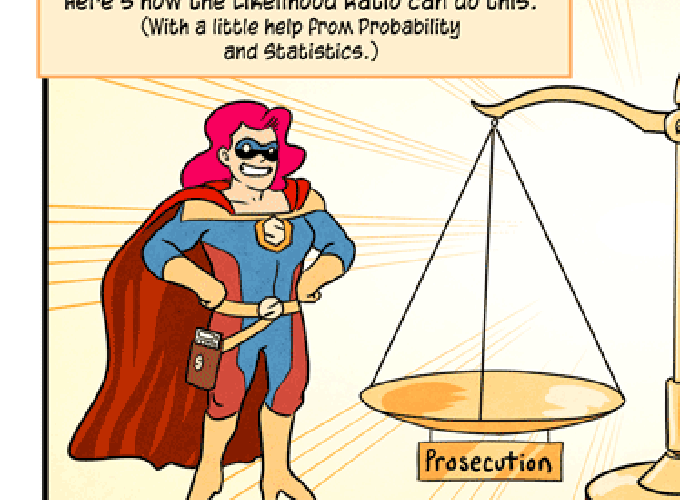 Here's how the Likelihood Ratio can do this.
(With a little help from Probability
and Statistics.)
Prosecution